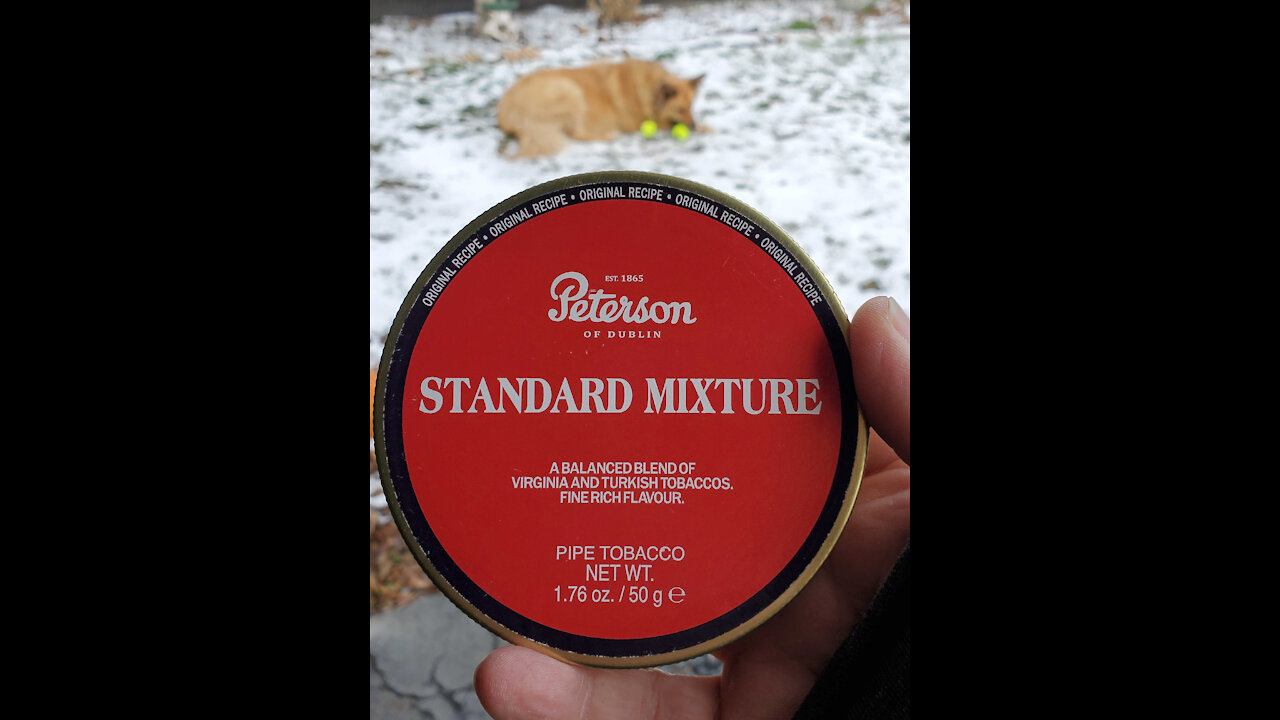 ORIGINAL RECIPE • ORIGINAL RECIPE • ORIGINAL RECIPE • ORIGINAL RECIPE • ORIGINAL RECIPE
EST. 1865
Peterson
OF DUBLIN
STANDARD MIXTURE
A BALANCED BLEND OF
VIRGINIA AND TURKISH TOBACCOS.
FINE RICH FLAVOUR.
PIPE TOBACCO
NET WT.
1.76 oz. / 50 g ℮